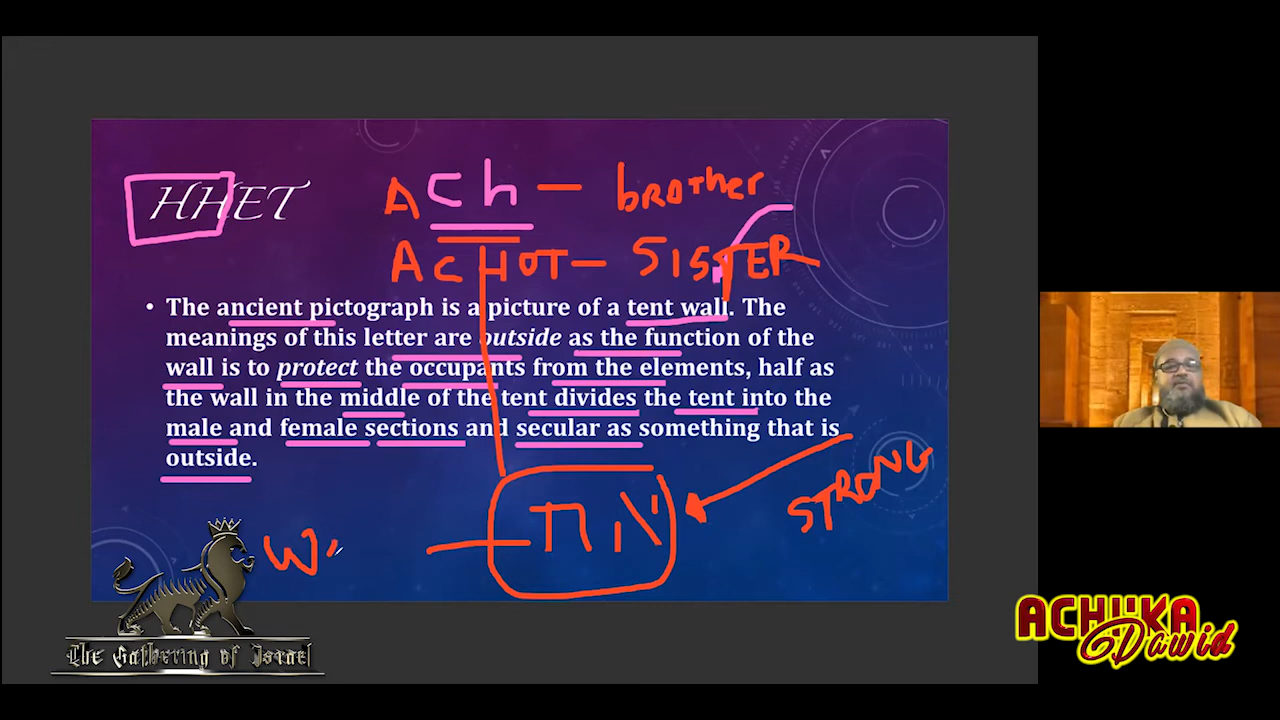 HHET
ACh — brother
ACHOT — SISTER
• The ancient pictograph is a picture of a tent wall. The
meanings of this letter are outside as the function of the
wall is to protect the occupants from the elements, half as
the wall in the middle of the tent divides the tent into the
male and female sections and secular as something that is
outside.
STRONG
חא
The Gathering of Israel
ACHIYKA
Dawid